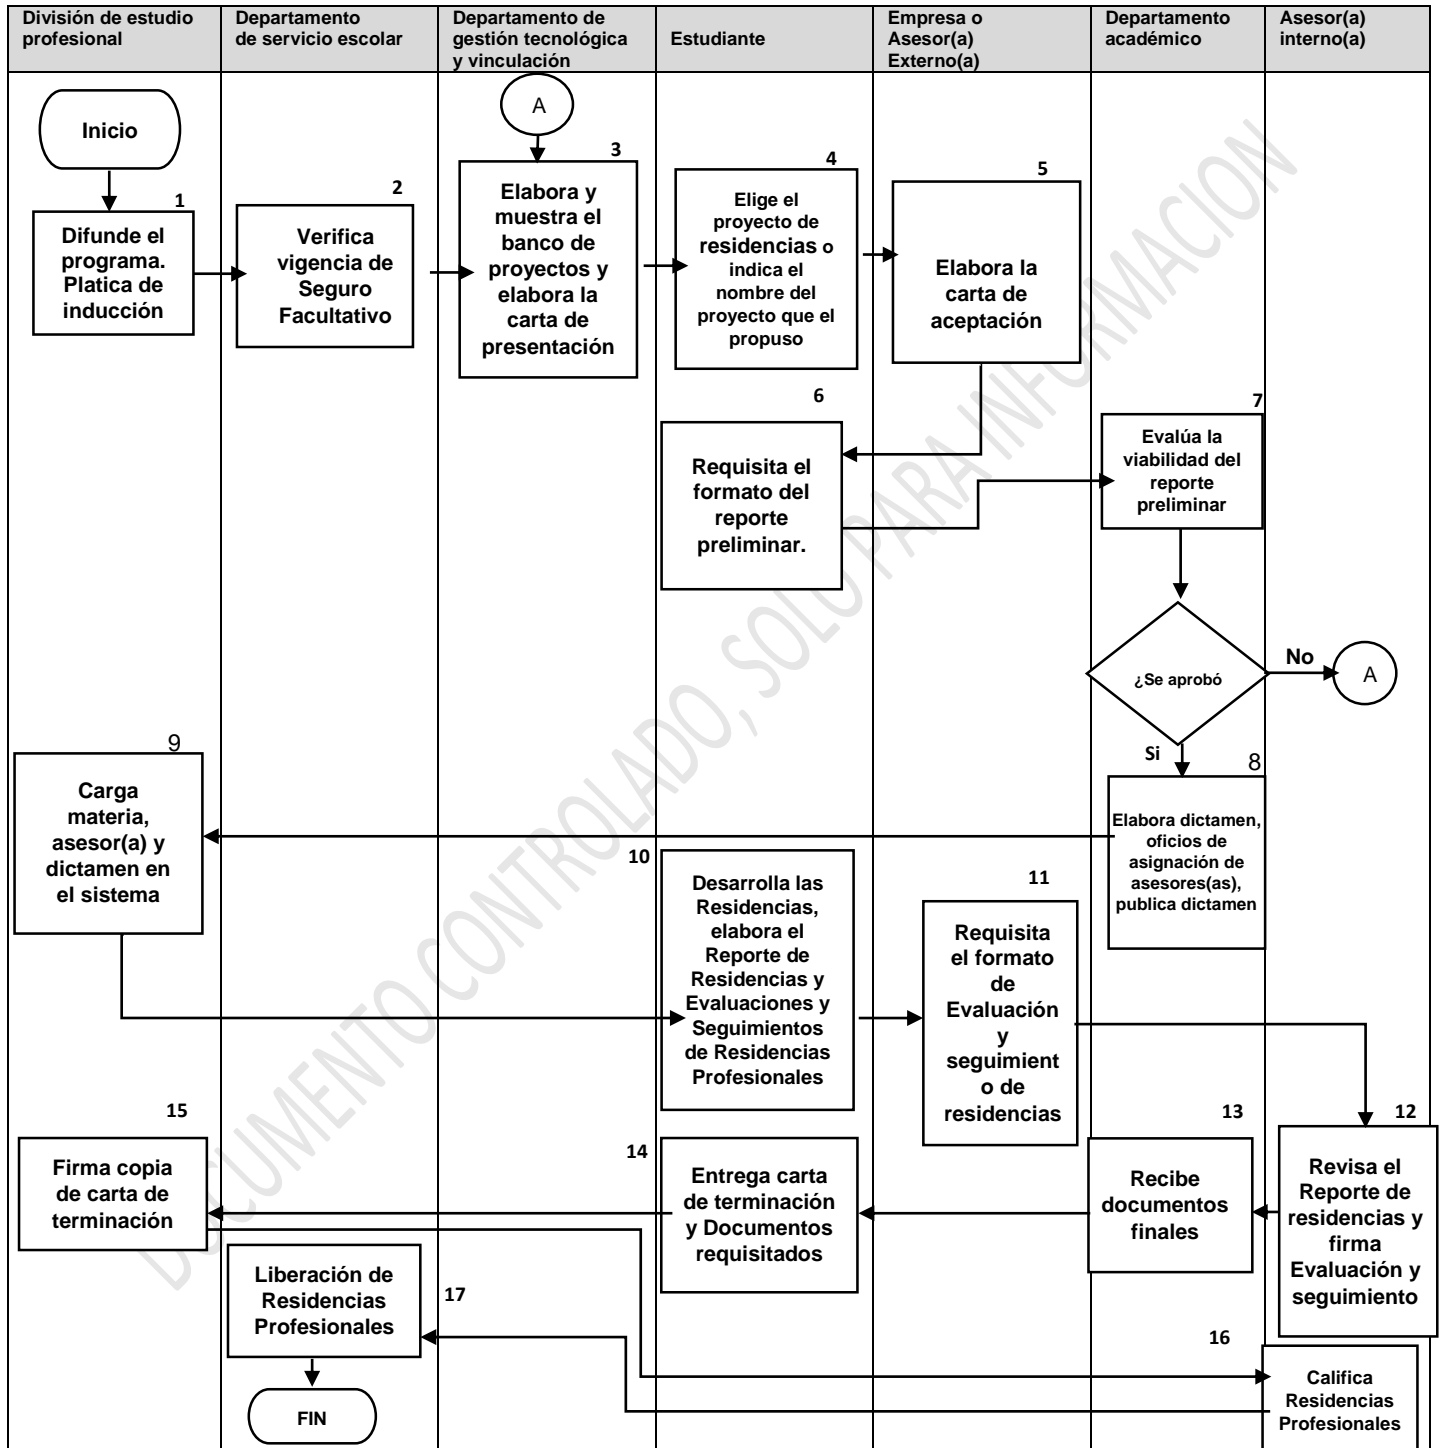 División de estudio
profesional
Departamento
de servicio escolar
Departamento de
gestión tecnológica
y vinculación
Estudiante
Empresa o
Asesor(a)
Externo(a)
Departamento
académico
Asesor(a)
interno(a)
Inicio
A
1
Difunde el
programa.
Platica de
inducción
2
Verifica
vigencia de
Seguro
Facultativo
3
Elabora y
muestra el
banco de
proyectos y
elabora la
carta de
presentación
4
Elige el
proyecto de
residencias o
indica el
nombre del
proyecto que el
propuso
5
Elabora la
carta de
aceptación
6
Requisita el
formato del
reporte
preliminar.
7
Evalúa la
viabilidad del
reporte
preliminar
¿Se aprobó
No
A
Si
8
Elabora dictamen,
oficios de
asignación de
asesores(as),
publica dictamen
9
Carga
materia,
asesor(a) y
dictamen en
el sistema
10
Desarrolla las
Residencias,
elabora el
Reporte de
Residencias y
Evaluaciones y
Seguimientos
de Residencias
Profesionales
11
Requisita
el formato
de
Evaluación
y
seguimient
o de
residencias
12
Revisa el
Reporte de
residencias y
firma
Evaluación y
seguimiento
13
Recibe
documentos
finales
14
Entrega carta
de terminación
y Documentos
requisitados
15
Firma copia
de carta de
terminación
16
Califica
Residencias
Profesionales
17
Liberación de
Residencias
Profesionales
FIN
DOCUMENTO CONTROLADO, SOLO PARA INFORMACION